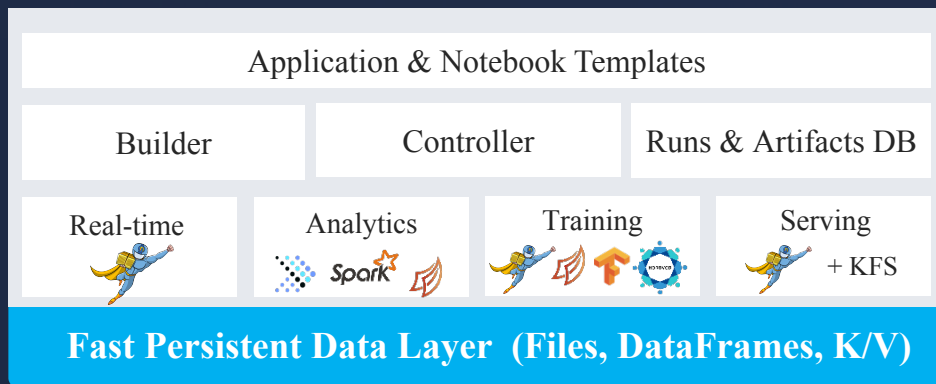 Application & Notebook Templates
Builder
Controller
Runs & Artifacts DB
Real-time
Analytics
Training
Serving
Spark
HOROVOD
+ KFS
Fast Persistent Data Layer (Files, DataFrames, K/V)